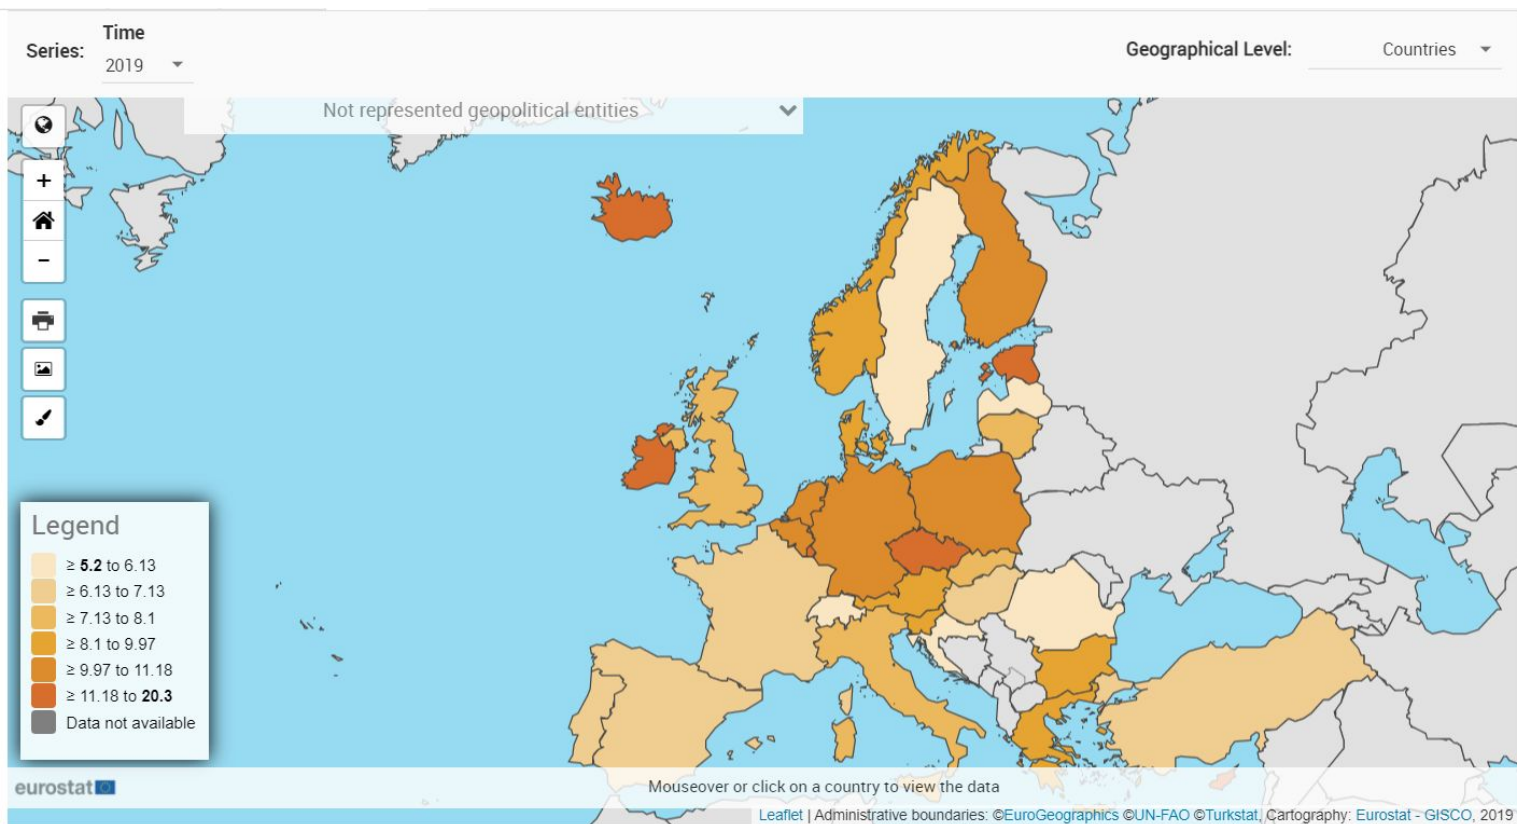 Time
Series:
2019
Geographical Level:
Countries
Not represented geopolitical entities
+
−
Legend
≥ 5.2 to 6.13
≥ 6.13 to 7.13
≥ 7.13 to 8.1
≥ 8.1 to 9.97
≥ 9.97 to 11.18
≥ 11.18 to 20.3
Data not available
eurostat
Mouseover or click on a country to view the data
Leaflet | Administrative boundaries: ©EuroGeographics ©UN-FAO ©Turkstat, Cartography: Eurostat - GISCO, 2019